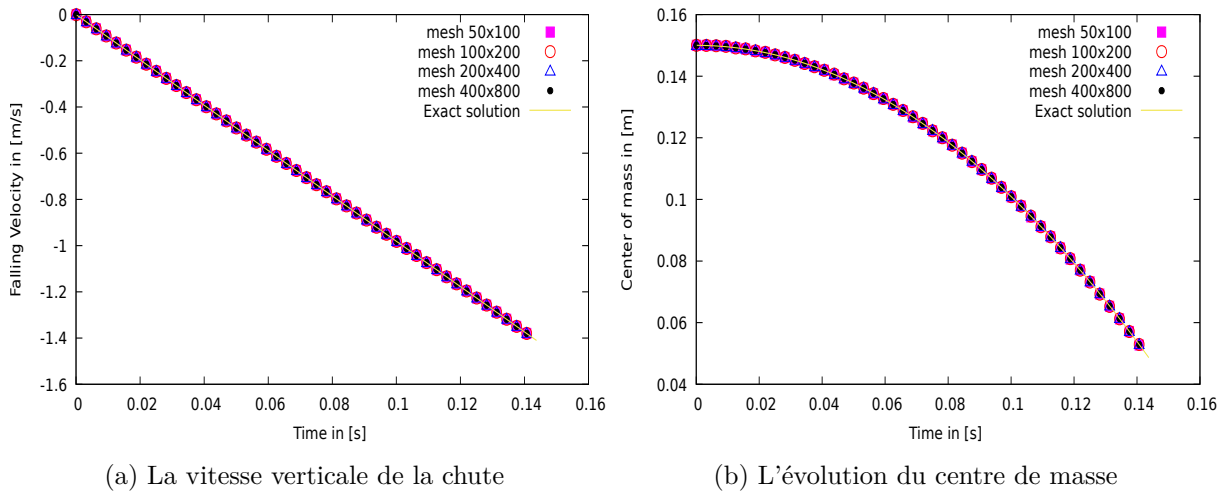 0
-0.2
-0.4
-0.6
-0.8
-1
-1.2
-1.4
-1.6
Falling Velocity in [m/s]
mesh 50x100
mesh 100x200
mesh 200x400
mesh 400x800
Exact solution
0 0.02 0.04 0.06 0.08 0.1 0.12 0.14 0.16
Time in [s]
(a) La vitesse verticale de la chute
0.16
0.14
0.12
0.1
0.08
0.06
0.04
Center of mass in [m]
mesh 50x100
mesh 100x200
mesh 200x400
mesh 400x800
Exact solution
0 0.02 0.04 0.06 0.08 0.1 0.12 0.14 0.16
Time in [s]
(b) L'évolution du centre de masse